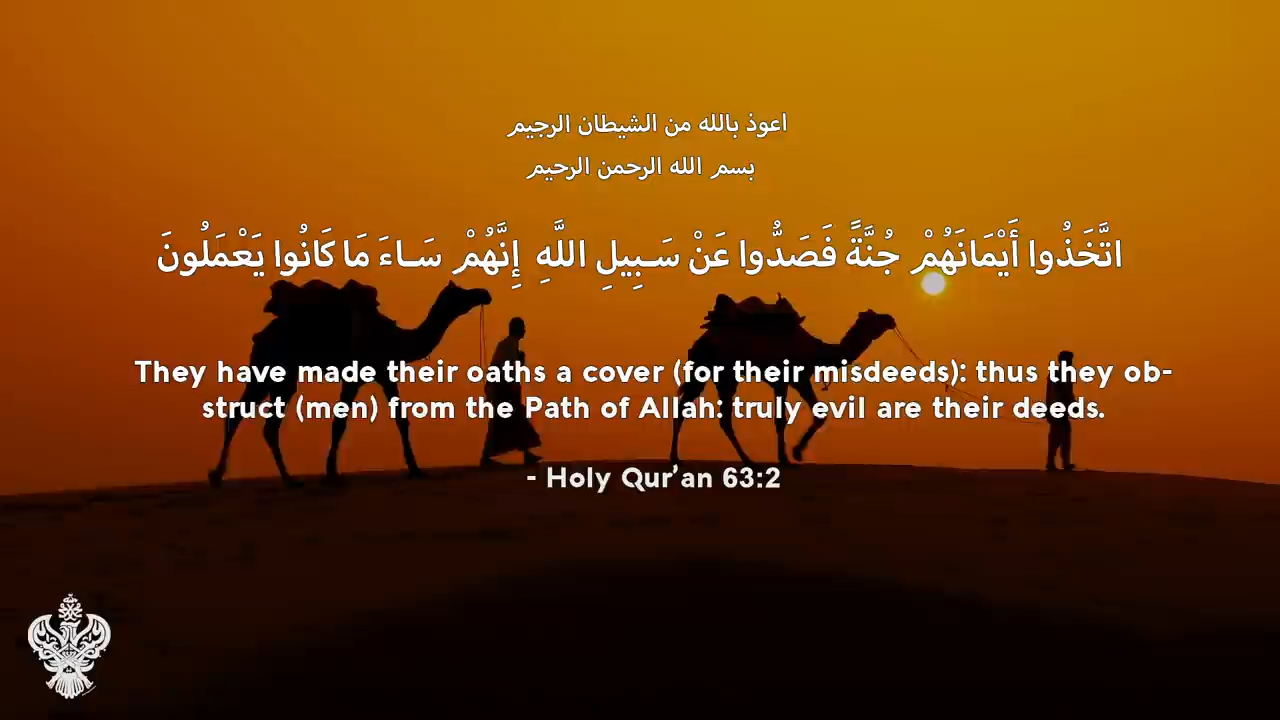 اعوذ بالله من الشيطان الرجيم
بسم الله الرحمن الرحيم
اتَّخَذُوا أَيْمَانَهُمْ جُنَّةً فَصَدُّوا عَنْ سَـبِيلِ اللَّهِ إِنَّهُمْ سَـاءَ مَا كَانُوا يَعْمَلُونَ
They have made their oaths a cover (for their misdeeds): thus they ob-
struct (men) from the Path of Allah: truly evil are their deeds.
- Holy Qur’an 63:2